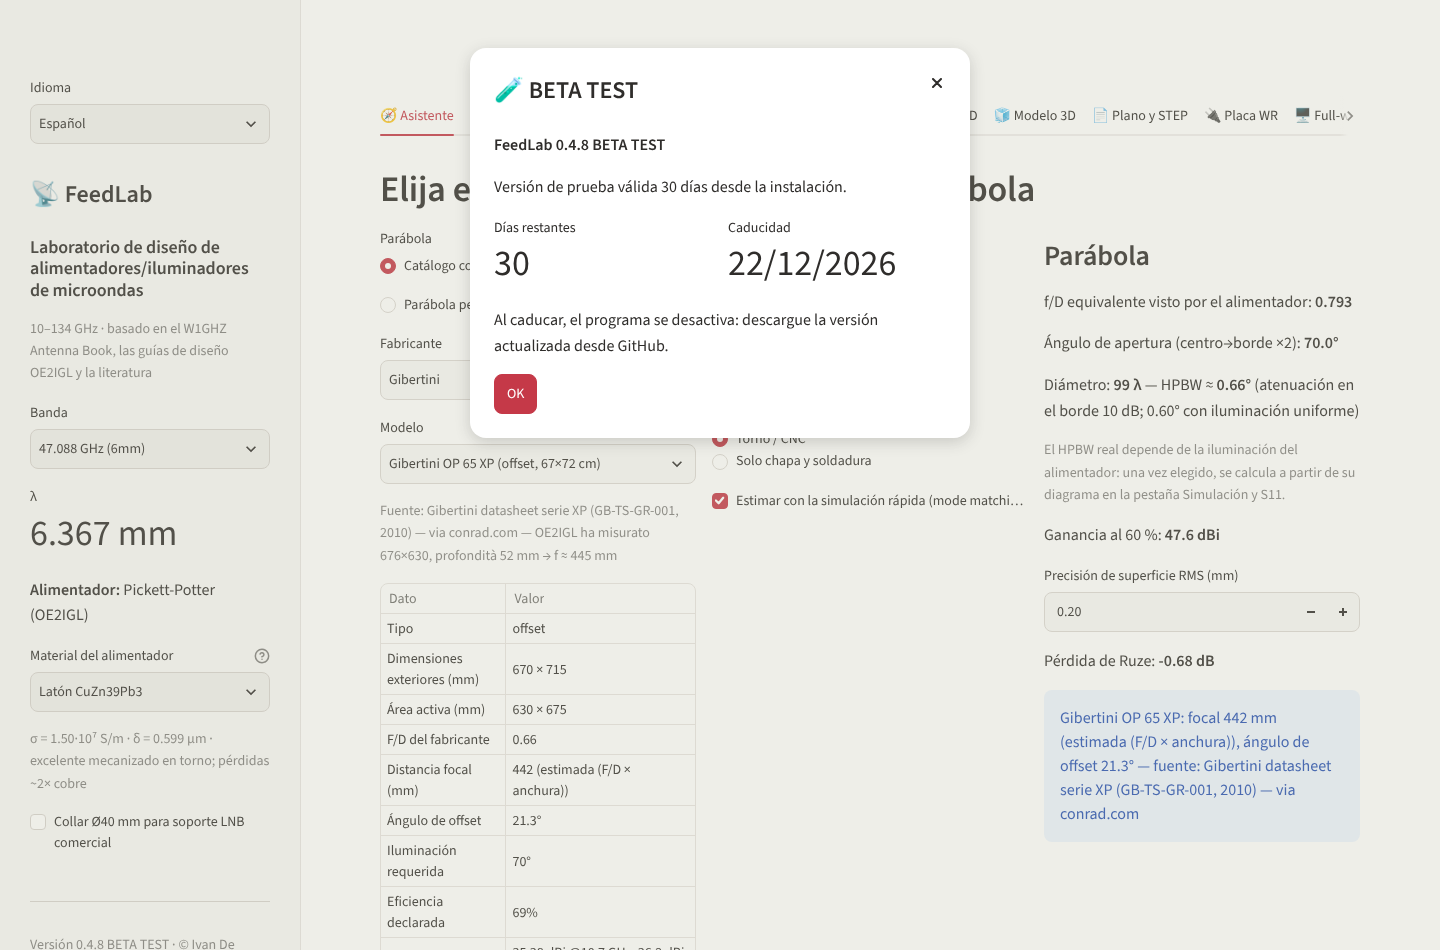 Idioma
Español
📡 FeedLab
Laboratorio de diseño de
alimentadores/iluminadores
de microondas
10–134 GHz · basado en el W1GHZ
Antenna Book, las guías de diseño
OE2IGL y la literatura
Banda
47.088 GHz (6mm)
λ
6.367 mm
Alimentador: Pickett-Potter
(OE2IGL)
Material del alimentador
Latón CuZn39Pb3
σ = 1.50·10⁷ S/m · δ = 0.599 µm ·
excelente mecanizado en torno; pérdidas
~2× cobre
Collar Ø40 mm para soporte LNB
comercial
Versión 0.4.8 BETA TEST · © Ivan De
🧪 BETA TEST
FeedLab 0.4.8 BETA TEST
Versión de prueba válida 30 días desde la instalación.
Días restantes
30
Caducidad
22/12/2026
Al caducar, el programa se desactiva: descargue la versión
actualizada desde GitHub.
OK
🧭 Asistente
D
🧊 Modelo 3D
📄 Plano y STEP
🔌 Placa WR
🖥️ Full-w
Elija e
bola
Parábola
Catálogo co
Parábola pe
Fabricante
Gibertini
Modelo
Gibertini OP 65 XP (offset, 67×72 cm)
Fuente: Gibertini datasheet serie XP (GB-TS-GR-001,
2010) — via conrad.com — OE2IGL ha misurato
676×630, profondità 52 mm → f ≈ 445 mm
Dato Valor
Tipo offset
Dimensiones
exteriores (mm) 670 × 715
Área activa (mm) 630 × 675
F/D del fabricante 0.66
Distancia focal
(mm) 442 (estimada (F/D ×
anchura))
Ángulo de offset 21.3°
Iluminación
requerida 70°
Eficiencia
declarada 69%
Torno / CNC
Solo chapa y soldadura
Estimar con la simulación rápida (mode matchi…
Parábola
f/D equivalente visto por el alimentador: 0.793
Ángulo de apertura (centro→borde ×2): 70.0°
Diámetro: 99 λ — HPBW ≈ 0.66° (atenuación en
el borde 10 dB; 0.60° con iluminación uniforme)
El HPBW real depende de la iluminación del
alimentador: una vez elegido, se calcula a partir de su
diagrama en la pestaña Simulación y S11.
Ganancia al 60 %: 47.6 dBi
Precisión de superficie RMS (mm)
0.20
Pérdida de Ruze: -0.68 dB
Gibertini OP 65 XP: focal 442 mm
(estimada (F/D × anchura)), ángulo de
offset 21.3° — fuente: Gibertini datasheet
serie XP (GB-TS-GR-001, 2010) — via
conrad.com